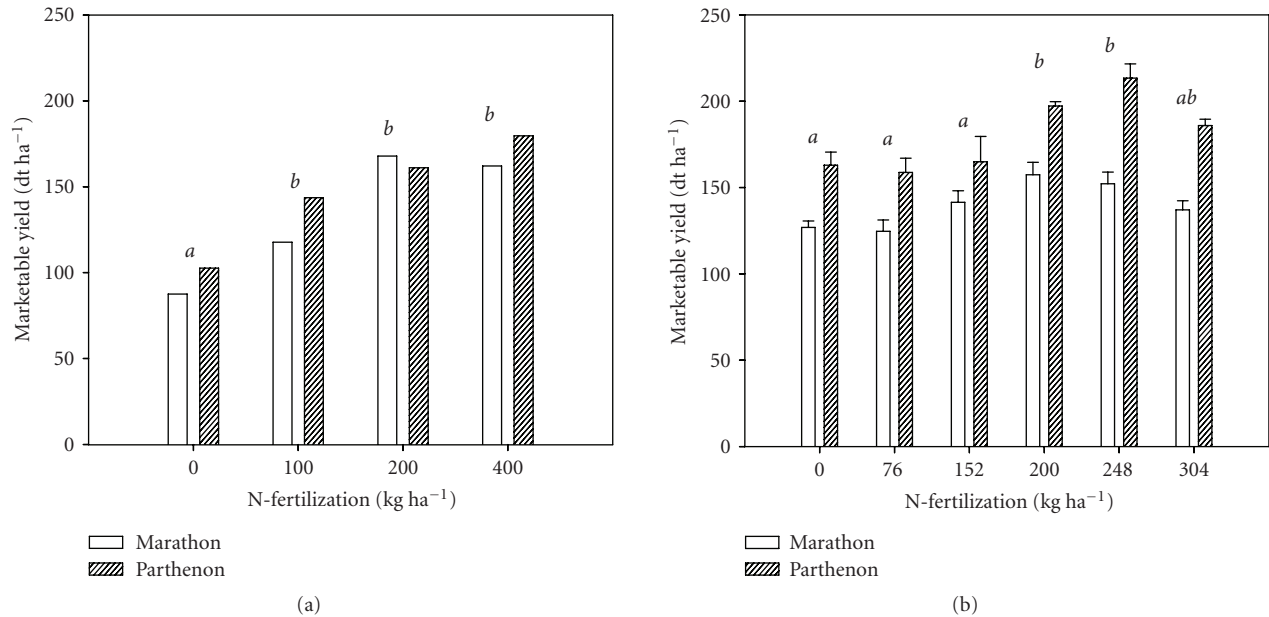 250
200
150
100
50
0
Marketable yield (dt ha−1)
a
b
b
b
0 100 200 400
N-fertilization (kg ha−1)
Marathon
Parthenon
(a)
250
200
150
100
50
0
Marketable yield (dt ha−1)
a
a
a
b
b
ab
0 76 152 200 248 304
N-fertilization (kg ha−1)
Marathon
Parthenon
(b)